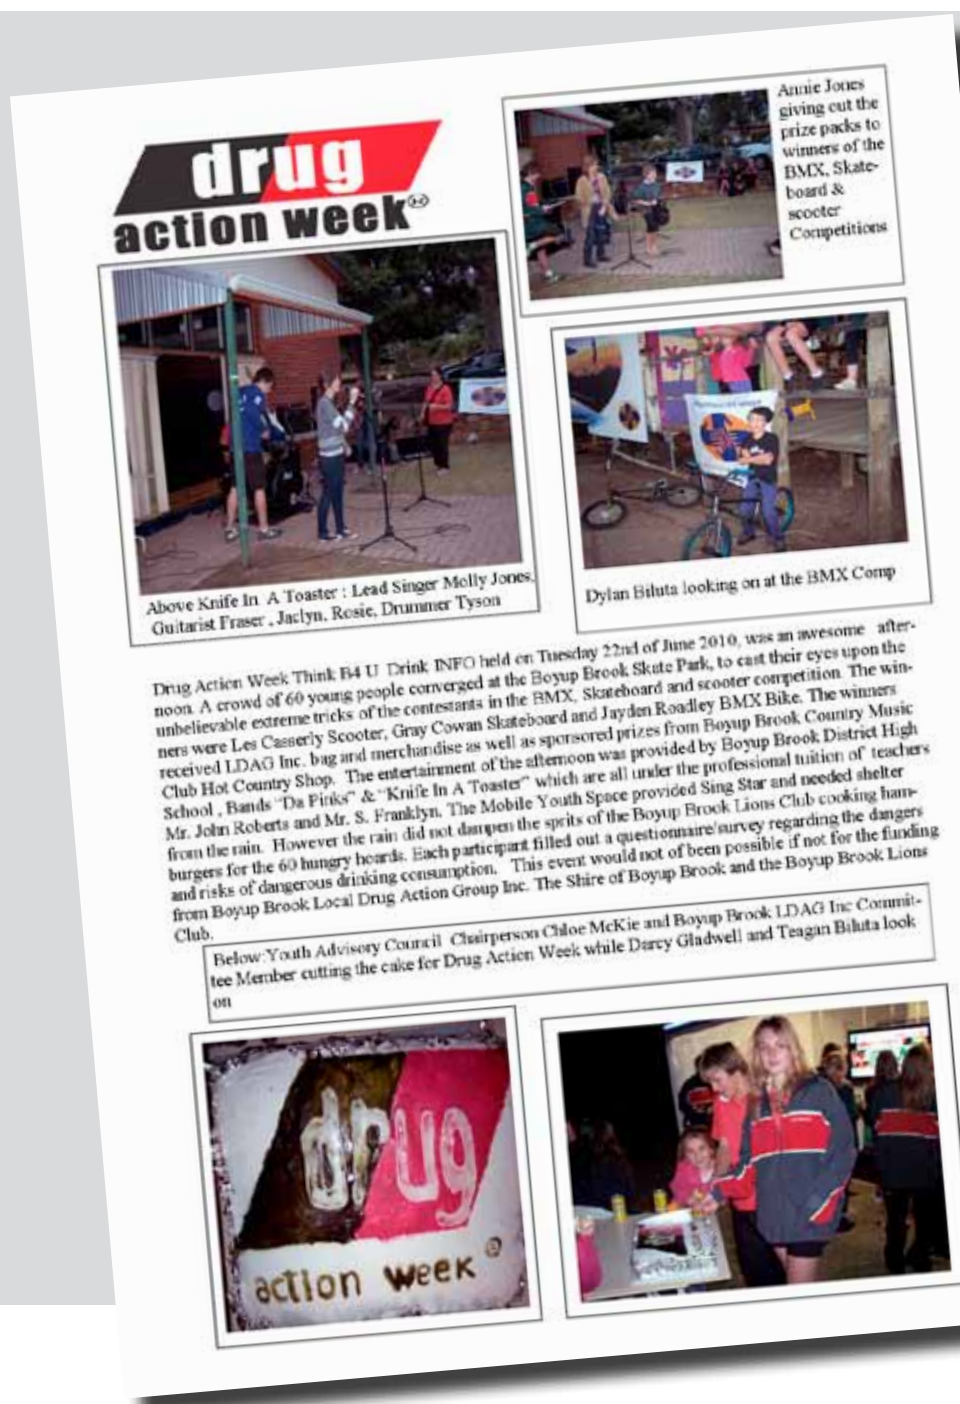 drug
action week®
Annie Jones
giving out the
prize packs to
winners of the
BMX, Skate-
board &
scooter
Competitions
Above Knife In A Toaster : Lead Singer Molly Jones,
Guitarist Fraser , Jaclyn, Rosie, Drummer Tyson
Dylan Biluta looking on at the BMX Comp
Drug Action Week Think B4 U Drink INFO held on Tuesday 22nd of June 2010, was an awesome after-
noon. A crowd of 60 young people converged at the Boyup Brook Skate Park, to cast their eyes upon the
unbelievable extreme tricks of the contestants in the BMX, Skateboard and scooter competition. The win-
ners were Les Casserly Scooter, Gray Cowan Skateboard and Jayden Roadley BMX Bike. The winners
received LDAG Inc. bag and merchandise as well as sponsored prizes from Boyup Brook Country Music
Club Hot Country Shop. The entertainment of the afternoon was provided by Boyup Brook District High
School , Bands "Da Pinks" & "Knife In A Toaster" which are all under the professional tuition of teachers
Mr. John Roberts and Mr. S. Franklyn. The Mobile Youth Space provided Sing Star and needed shelter
from the rain. However the rain did not dampen the sprits of the Boyup Brook Lions Club cooking ham-
burgers for the 60 hungry hoards. Each participant filled out a questionnaire/survey regarding the dangers
and risks of dangerous drinking consumption. This event would not of been possible if not for the funding
from Boyup Brook Local Drug Action Group Inc. The Shire of Boyup Brook and the Boyup Brook Lions
Club.
Below:Youth Advisory Council Chairperson Chloe McKie and Boyup Brook LDAG Inc Commit-
tee Member cutting the cake for Drug Action Week while Darcy Gladwell and Teagan Biluta look
on
drug
action week®